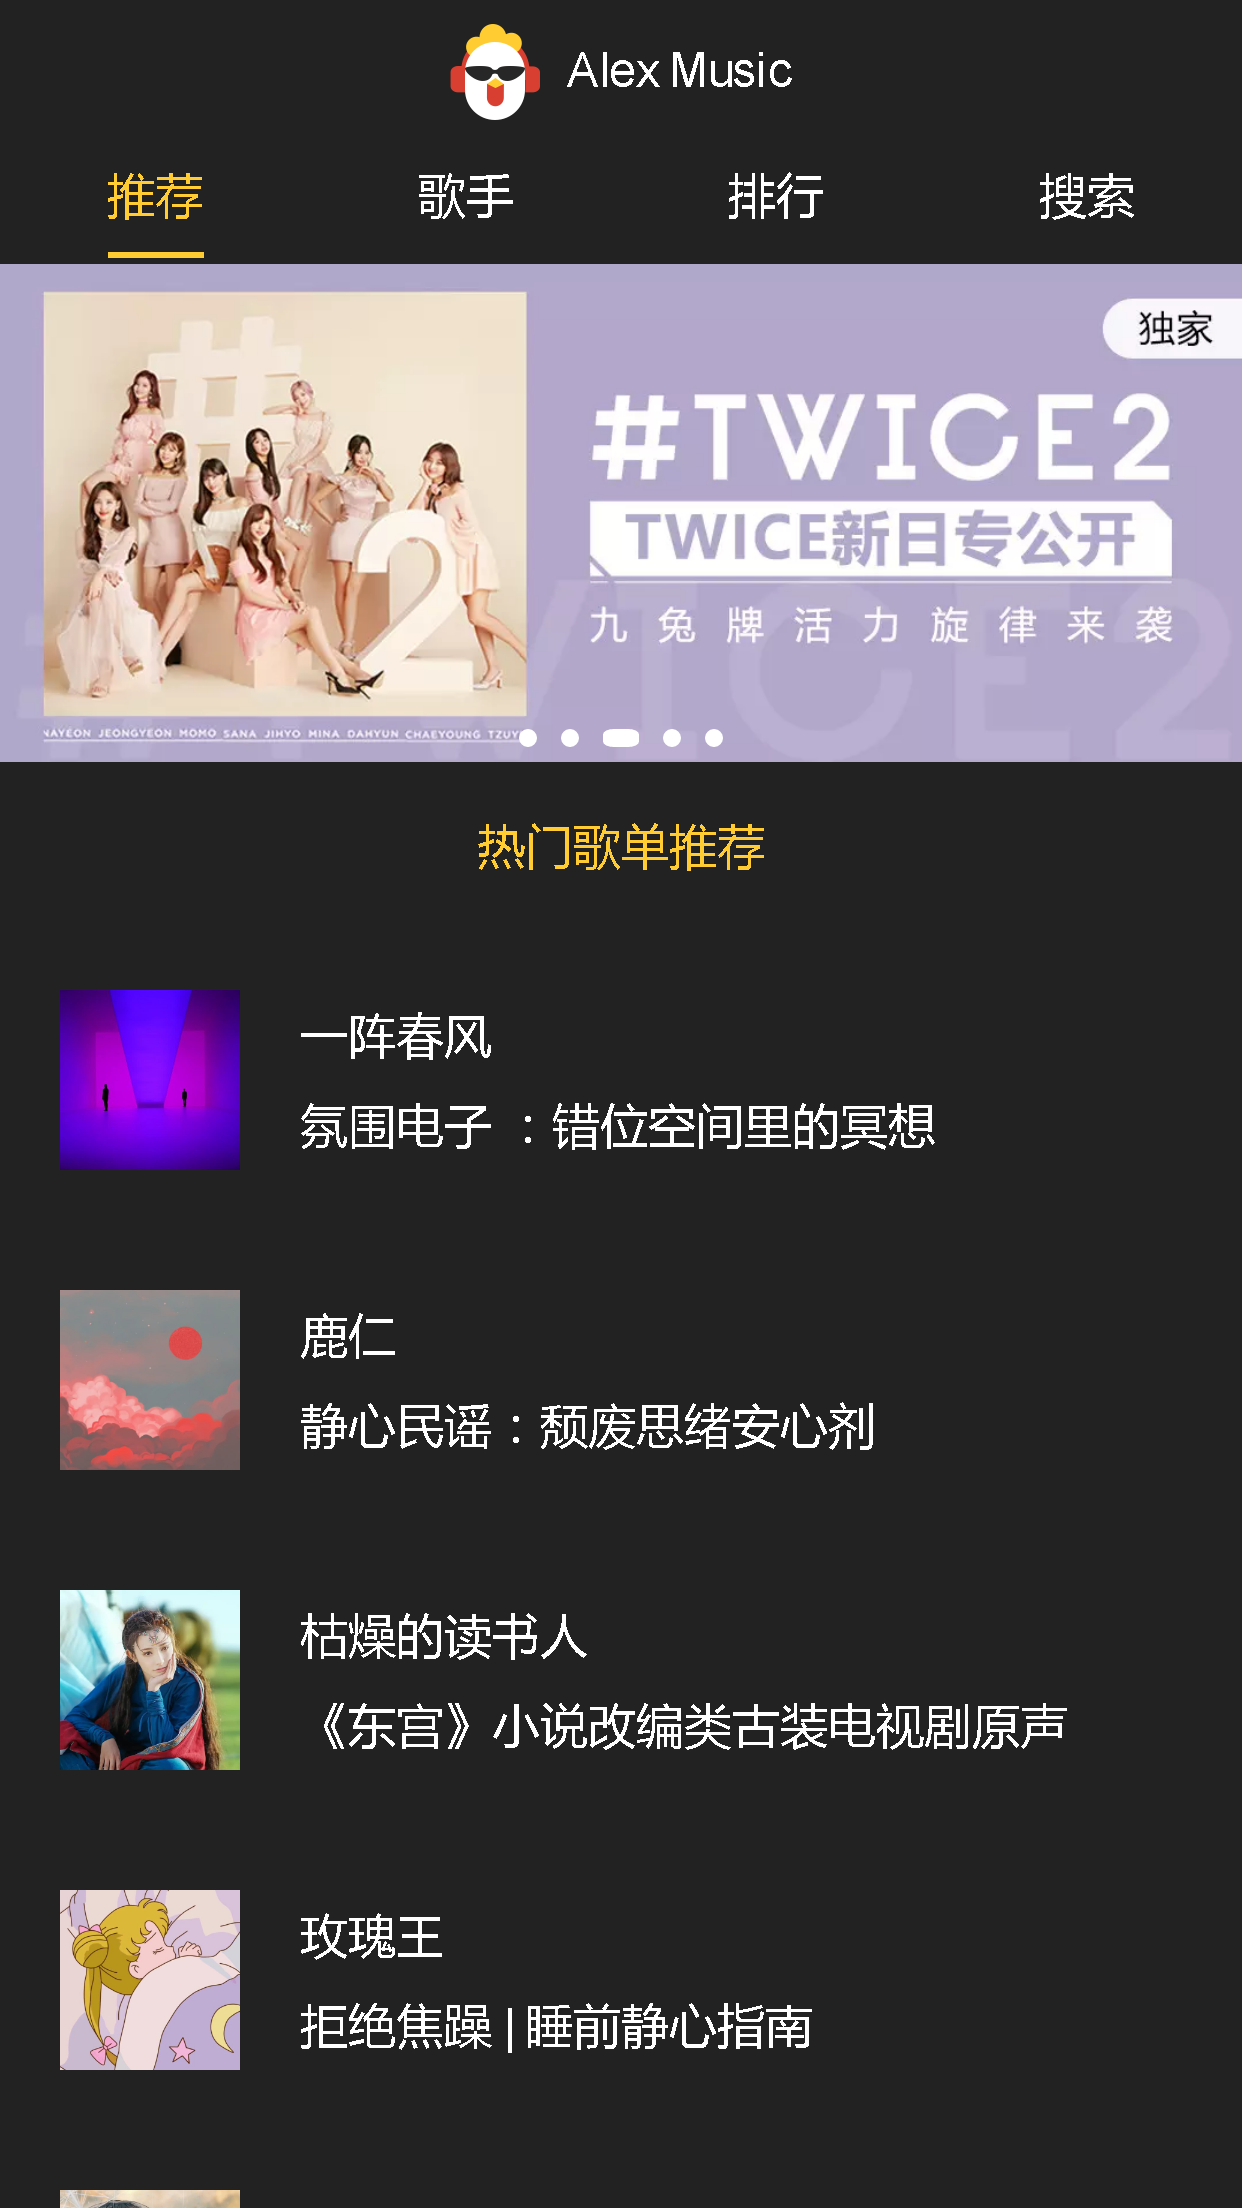 Alex Music
推荐
歌手
排行
搜索
独家
#TWICE2
TWICE新日专公开
九兔牌活力旋律来袭
NAYEON JEONGYEON MOMO SANA JIHYO MINA DAHYUN CHAEYOUNG TZUY
热门歌单推荐
一阵春风
氛围电子 ：错位空间里的冥想
鹿仁
静心民谣：颓废思绪安心剂
枯燥的读书人
《东宫》小说改编类古装电视剧原声
玫瑰王
拒绝焦躁 | 睡前静心指南